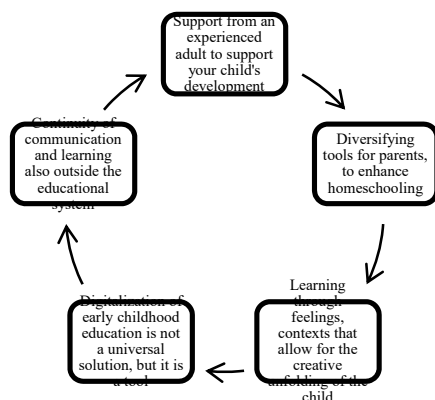 Support from an
experienced
adult to support
your child's
development
Diversifying
tools for parents,
to enhance
homeschooling
Learning
through
feelings,
contexts that
allow for the
creative
unfolding of the
child
Digitalization of
early childhood
education is not
a universal
solution, but it is
a tool
Continuity of
communication
and learning
also outside the
educational
system